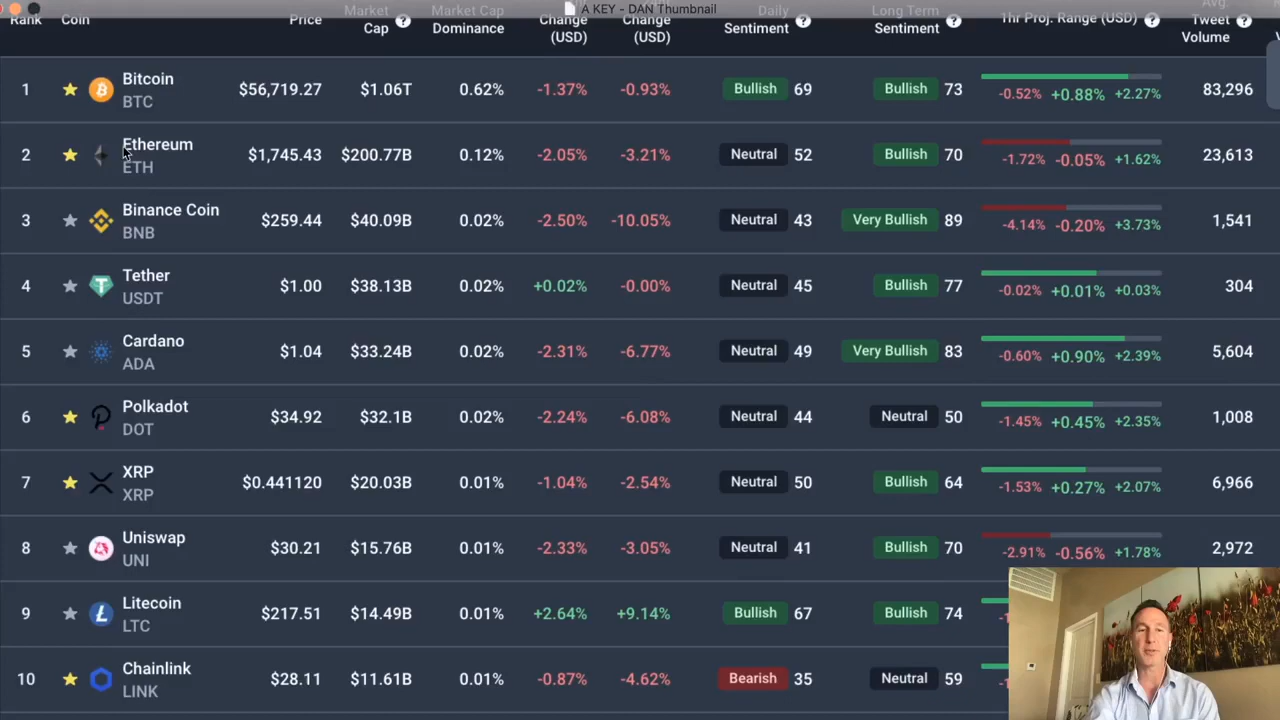 A KEY - DAN Thumbnail
Rank Coin Price Market Cap Market Cap Dominance Change (USD) Change (USD) Daily Sentiment Long Term Sentiment 1hr Proj. Range (USD) Avg. Tweet Volume
1 Bitcoin BTC $56,719.27 $1.06T 0.62% -1.37% -0.93% Bullish 69 Bullish 73 -0.52% +0.88% +2.27% 83,296
2 Ethereum ETH $1,745.43 $200.77B 0.12% -2.05% -3.21% Neutral 52 Bullish 70 -1.72% -0.05% +1.62% 23,613
3 Binance Coin BNB $259.44 $40.09B 0.02% -2.50% -10.05% Neutral 43 Very Bullish 89 -4.14% -0.20% +3.73% 1,541
4 Tether USDT $1.00 $38.13B 0.02% +0.02% -0.00% Neutral 45 Bullish 77 -0.02% +0.01% +0.03% 304
5 Cardano ADA $1.04 $33.24B 0.02% -2.31% -6.77% Neutral 49 Very Bullish 83 -0.60% +0.90% +2.39% 5,604
6 Polkadot DOT $34.92 $32.1B 0.02% -2.24% -6.08% Neutral 44 Neutral 50 -1.45% +0.45% +2.35% 1,008
7 XRP XRP $0.441120 $20.03B 0.01% -1.04% -2.54% Neutral 50 Bullish 64 -1.53% +0.27% +2.07% 6,966
8 Uniswap UNI $30.21 $15.76B 0.01% -2.33% -3.05% Neutral 41 Bullish 70 -2.91% -0.56% +1.78% 2,972
9 Litecoin LTC $217.51 $14.49B 0.01% +2.64% +9.14% Bullish 67 Bullish 74
10 Chainlink LINK $28.11 $11.61B 0.01% -0.87% -4.62% Bearish 35 Neutral 59